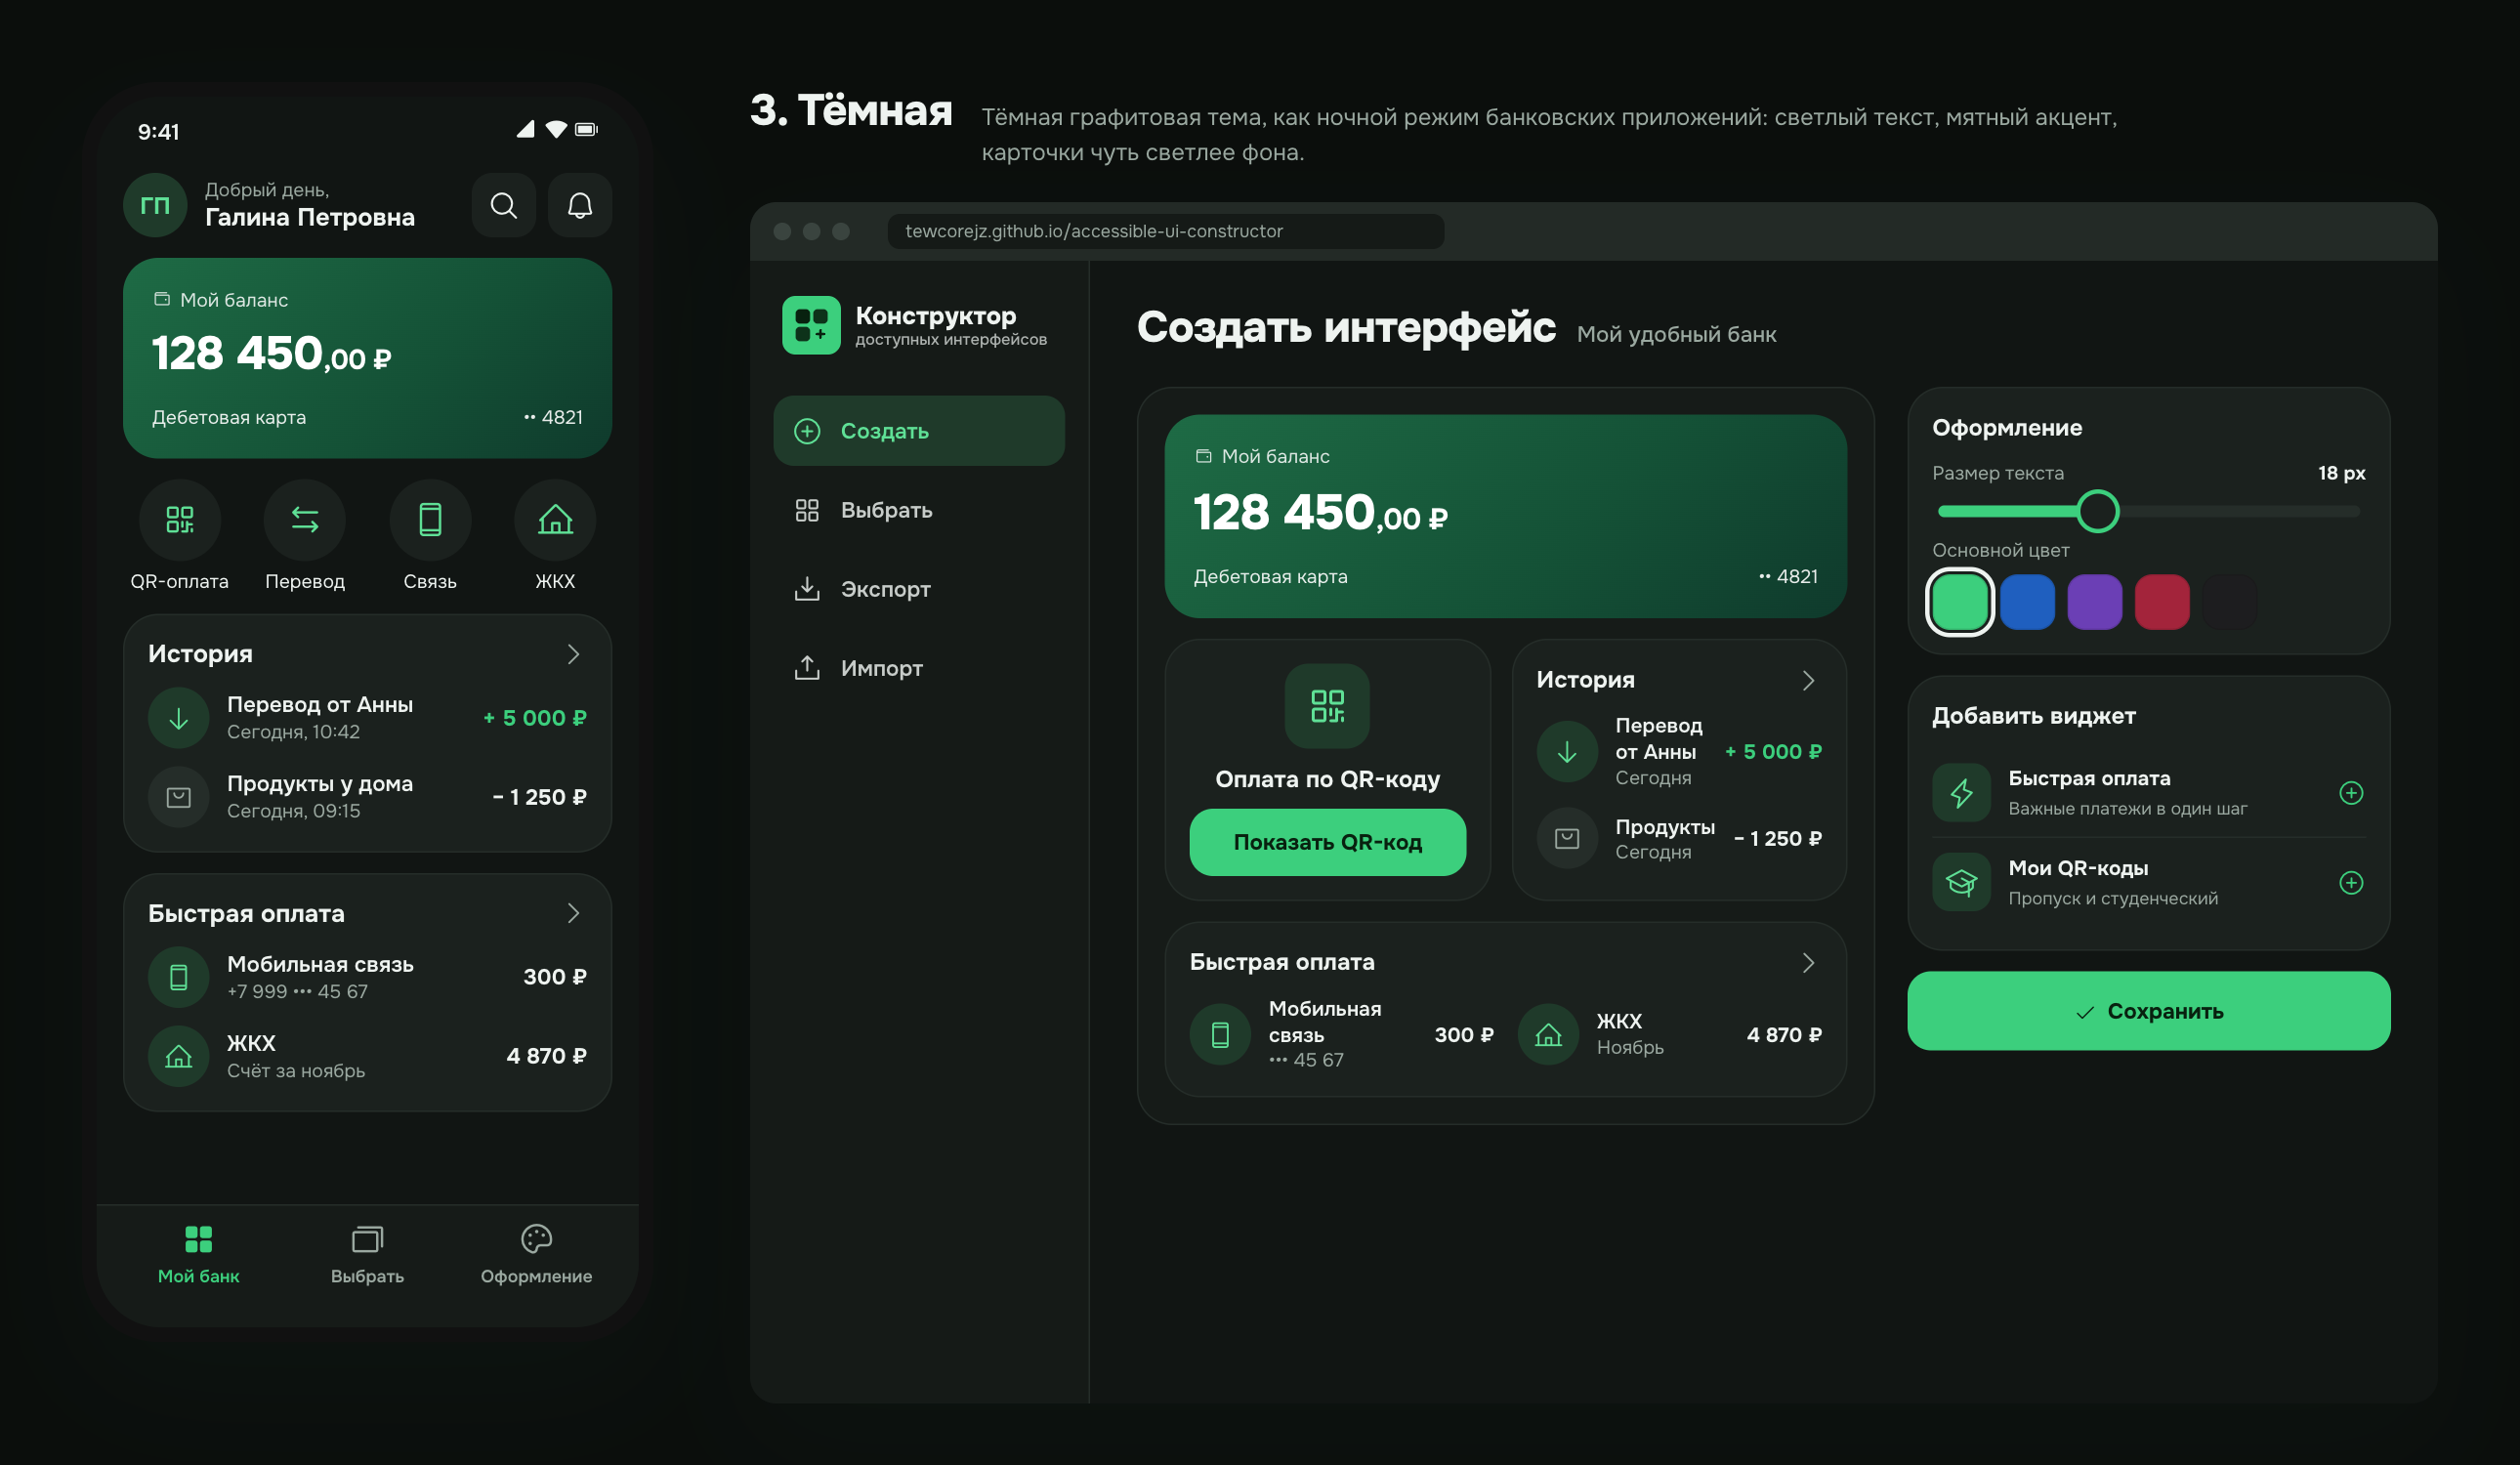 9:41
ГП
Добрый день,
Галина Петровна
Мой баланс
128 450,00 ₽
Дебетовая карта
•• 4821
QR-оплата
Перевод
Связь
ЖКХ
История
Перевод от Анны
+ 5 000 ₽
Сегодня, 10:42
Продукты у дома
− 1 250 ₽
Сегодня, 09:15
Быстрая оплата
Мобильная связь
300 ₽
+7 999 ••• 45 67
ЖКХ
4 870 ₽
Счёт за ноябрь
Мой банк
Выбрать
Оформление
3. Тёмная
Тёмная графитовая тема, как ночной режим банковских приложений: светлый текст, мятный акцент,
карточки чуть светлее фона.
tewcorejz.github.io/accessible-ui-constructor
Конструктор
доступных интерфейсов
Создать
Выбрать
Экспорт
Импорт
Создать интерфейс
Мой удобный банк
Мой баланс
128 450,00 ₽
Дебетовая карта
•• 4821
Оплата по QR-коду
Показать QR-код
История
Перевод
от Анны
+ 5 000 ₽
Сегодня
Продукты
− 1 250 ₽
Сегодня
Быстрая оплата
Мобильная
связь
300 ₽
••• 45 67
ЖКХ
4 870 ₽
Ноябрь
Оформление
Размер текста
18 px
Основной цвет
Добавить виджет
Быстрая оплата
Важные платежи в один шаг
Мои QR-коды
Пропуск и студенческий
Сохранить